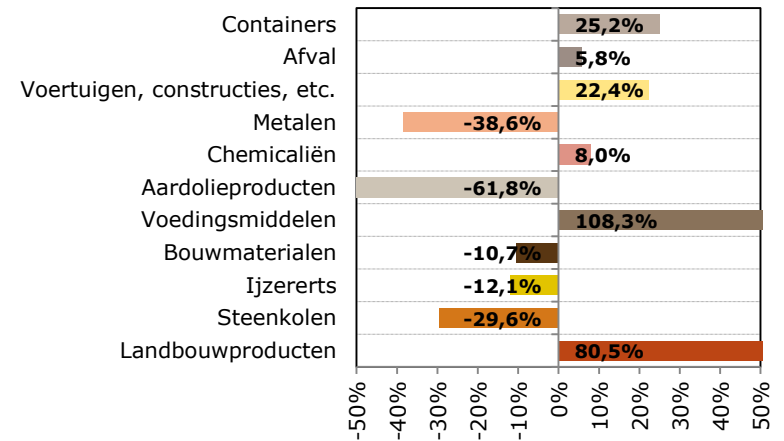 Containers 25,2%
Afval 5,8%
Voertuigen, constructies, etc. 22,4%
Metalen -38,6%
Chemicaliën 8,0%
Aardolieproducten -61,8%
Voedingsmiddelen 108,3%
Bouwmaterialen -10,7%
Ijzererts -12,1%
Steenkolen -29,6%
Landbouwproducten 80,5%
-50% -40% -30% -20% -10% 0% 10% 20% 30% 40% 50%